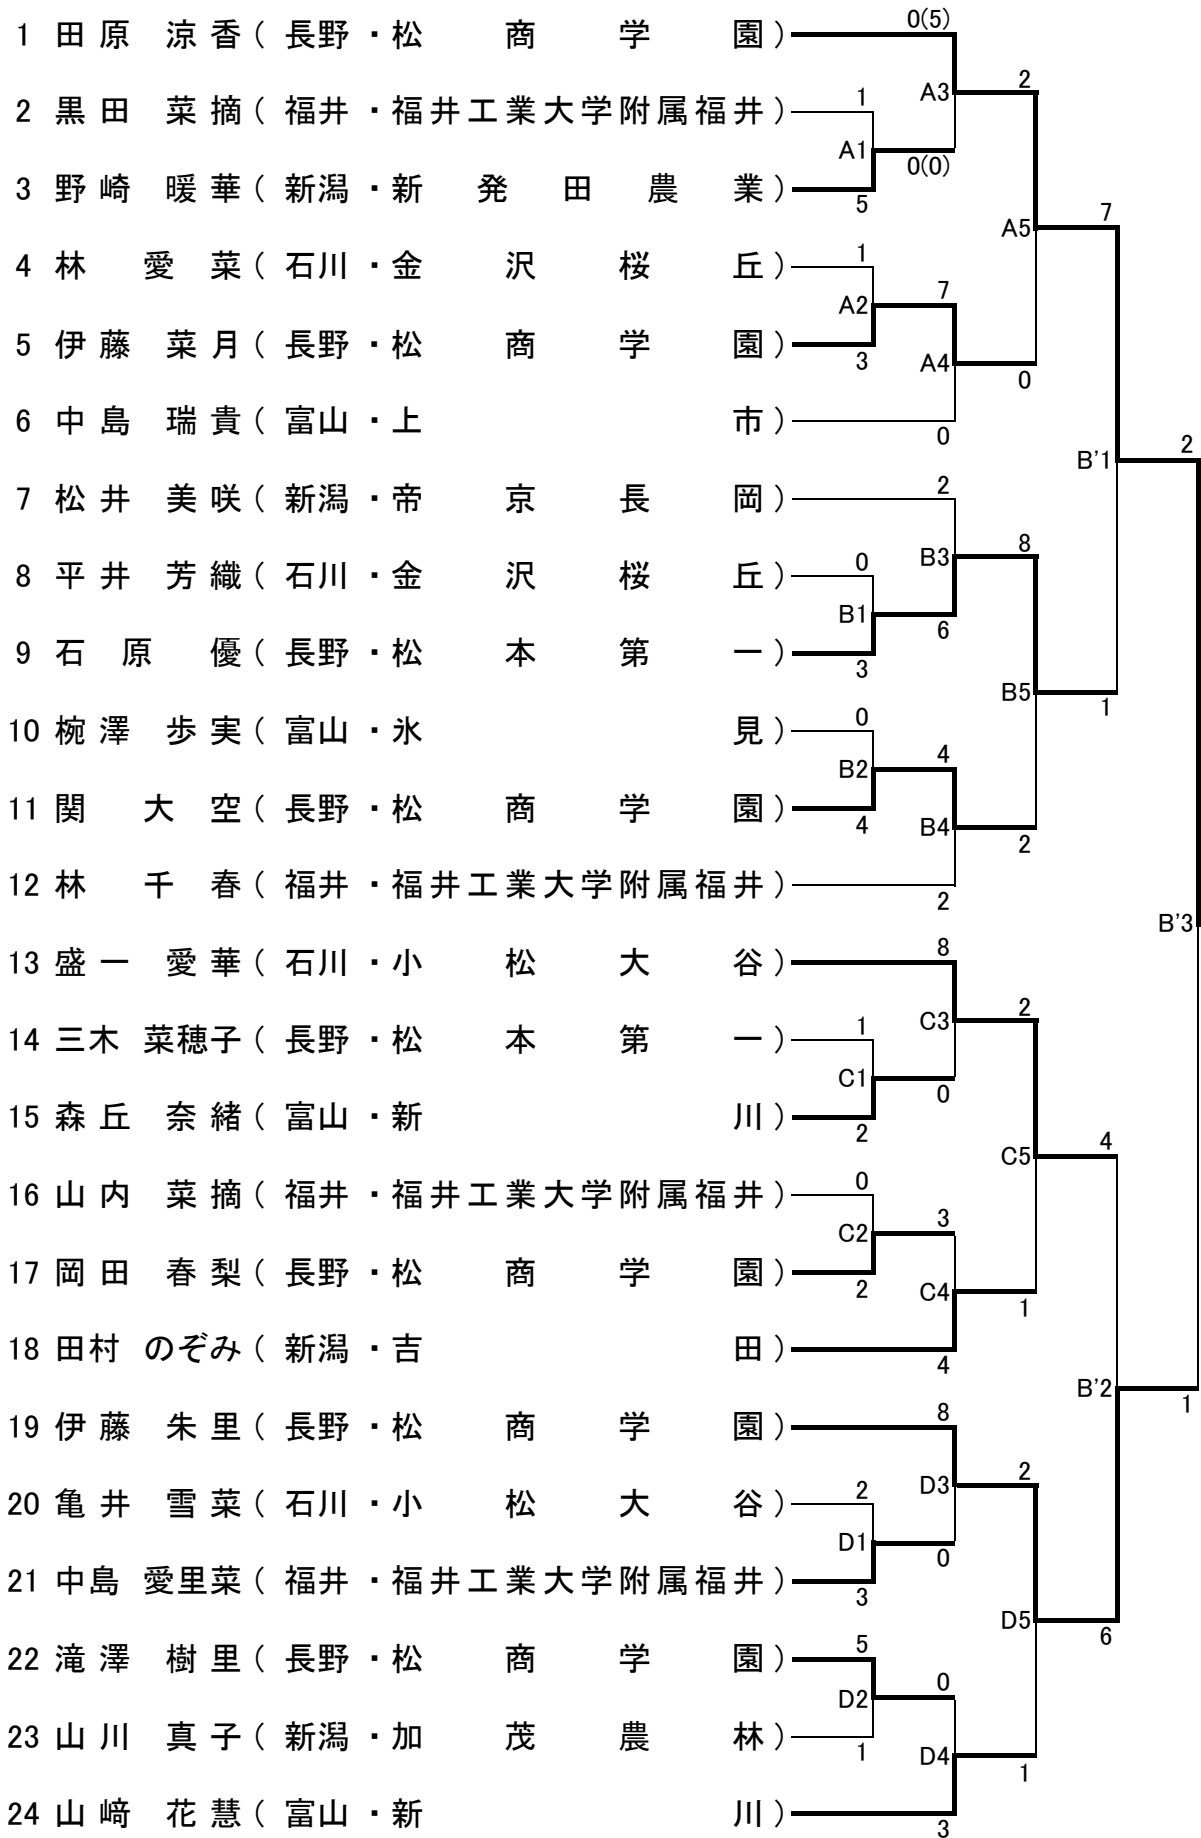 0(5)
1 田原 涼香 ( 長野 ・松商学園 )
A3 2
2 黒田 菜摘 ( 福井 ・福井工業大学附属福井 ) 1
A1 0(0)
3 野崎 暖華 ( 新潟 ・新発田農業 ) 5
A5 7
4 林 愛菜 ( 石川 ・金沢桜丘 ) 1
A2 7
5 伊藤 菜月 ( 長野 ・松商学園 ) 3
A4 0
6 中島 瑞貴 ( 富山 ・上市 ) 0
B'1 2
7 松井 美咲 ( 新潟 ・帝京長岡 ) 2
B3 8
8 平井 芳織 ( 石川 ・金沢桜丘 ) 0
B1 6
9 石原 優 ( 長野 ・松本第一 ) 3
B5 1
10 椀澤 歩実 ( 富山 ・氷見 ) 0
B2 4
11 関 大空 ( 長野 ・松商学園 ) 4
B4 2
12 林 千春 ( 福井 ・福井工業大学附属福井 ) 2
B'3
13 盛一 愛華 ( 石川 ・小松大谷 ) 8
C3 2
14 三木 菜穂子 ( 長野 ・松本第一 ) 1
C1 0
15 森丘 奈緒 ( 富山 ・新川 ) 2
C5 4
16 山内 菜摘 ( 福井 ・福井工業大学附属福井 ) 0
C2 3
17 岡田 春梨 ( 長野 ・松商学園 ) 2
C4 1
18 田村 のぞみ ( 新潟 ・吉田 ) 4
B'2 1
19 伊藤 朱里 ( 長野 ・松商学園 ) 8
D3 2
20 亀井 雪菜 ( 石川 ・小松大谷 ) 2
D1 0
21 中島 愛里菜 ( 福井 ・福井工業大学附属福井 ) 3
D5 6
22 滝澤 樹里 ( 長野 ・松商学園 ) 5
D2 0
23 山川 真子 ( 新潟 ・加茂農林 ) 1
D4 1
24 山﨑 花慧 ( 富山 ・新川 ) 3